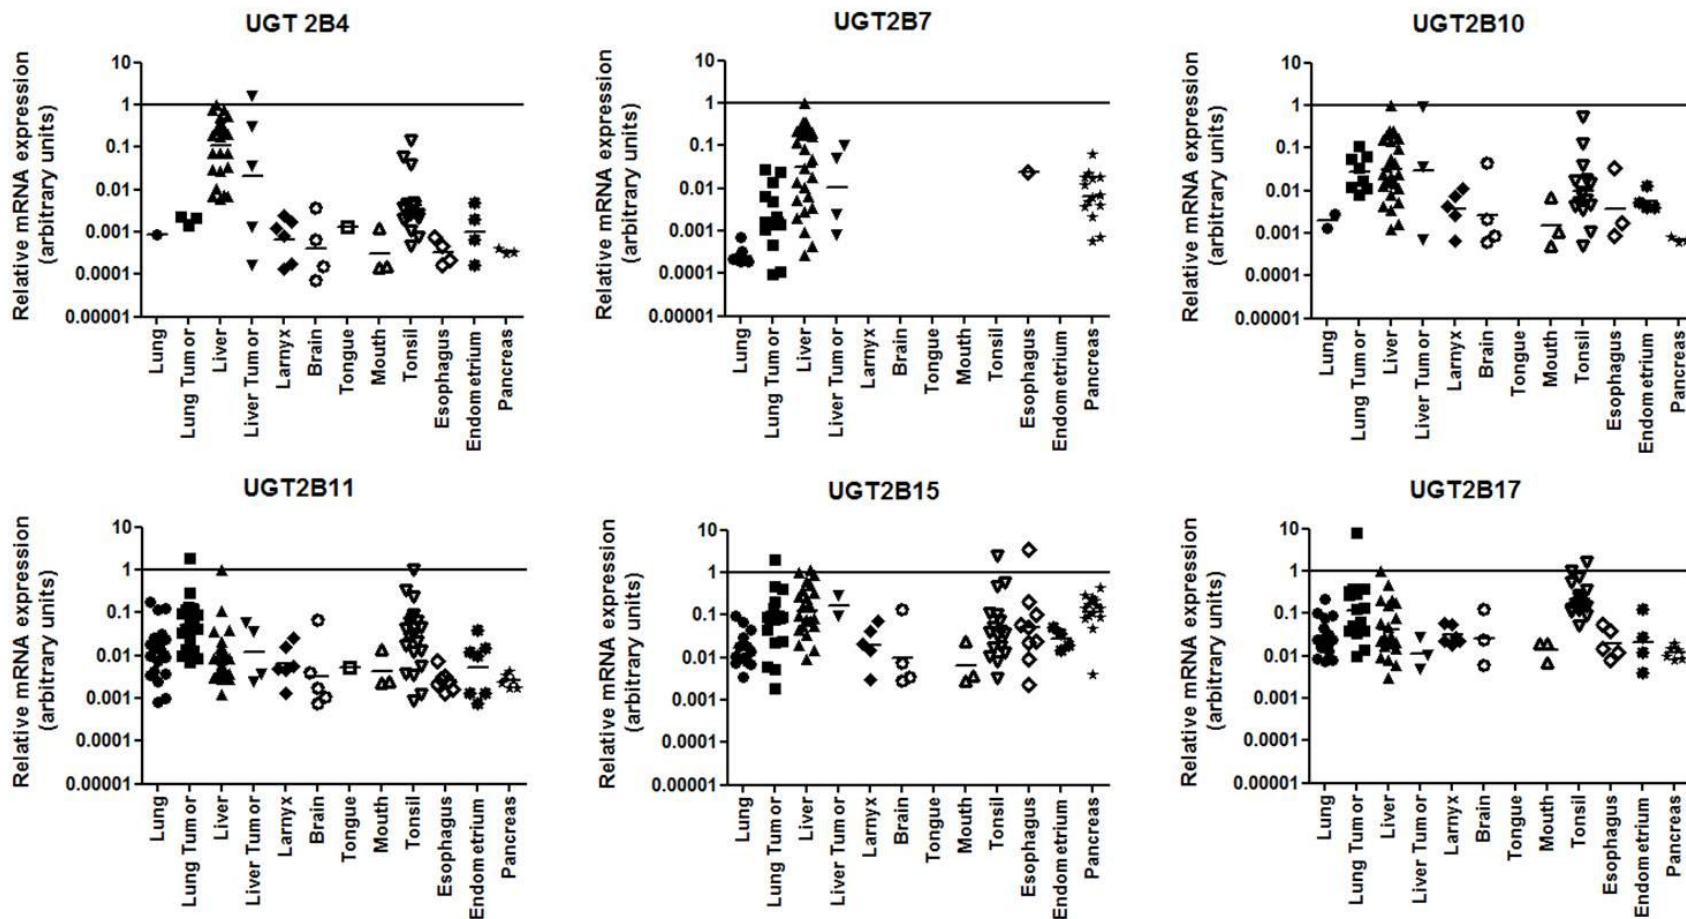 UGT 2B4
Relative mRNA expression
(arbitrary units)
10
1
0.1
0.01
0.001
0.0001
0.00001
Lung
Lung Tumor
Liver
Liver Tumor
Larnyx
Brain
Tongue
Mouth
Tonsil
Esophagus
Endometrium
Pancreas
UGT2B7
Relative mRNA expression
(arbitrary units)
10
1
0.1
0.01
0.001
0.0001
0.00001
Lung
Lung Tumor
Liver
Liver Tumor
Larnyx
Brain
Tongue
Mouth
Tonsil
Esophagus
Endometrium
Pancreas
UGT2B10
Relative mRNA expression
(arbitrary units)
10
1
0.1
0.01
0.001
0.0001
0.00001
Lung
Lung Tumor
Liver
Liver Tumor
Larnyx
Brain
Tongue
Mouth
Tonsil
Esophagus
Endometrium
Pancreas
UGT2B11
Relative mRNA expression
(arbitrary units)
10
1
0.1
0.01
0.001
0.0001
0.00001
Lung
Lung Tumor
Liver
Liver Tumor
Larnyx
Brain
Tongue
Mouth
Tonsil
Esophagus
Endometrium
Pancreas
UGT2B15
Relative mRNA expression
(arbitrary units)
10
1
0.1
0.01
0.001
0.0001
0.00001
Lung
Lung Tumor
Liver
Liver Tumor
Larynx
Brain
Tongue
Mouth
Tonsil
Esophagus
Endometrium
Pancreas
UGT2B17
Relative mRNA expression
(arbitrary units)
10
1
0.1
0.01
0.001
0.0001
0.00001
Lung
Lung Tumor
Liver
Liver Tumor
Larnyx
Brain
Tongue
Mouth
Tonsil
Esophagus
Endometrium
Pancreas